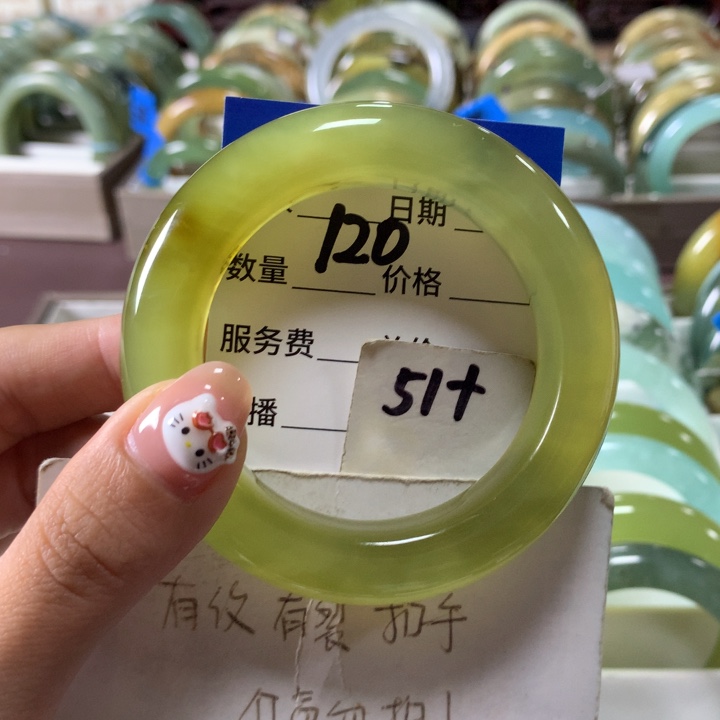 日期
120
数量 价格
服务费
播
51+
有纹 有裂 扣手